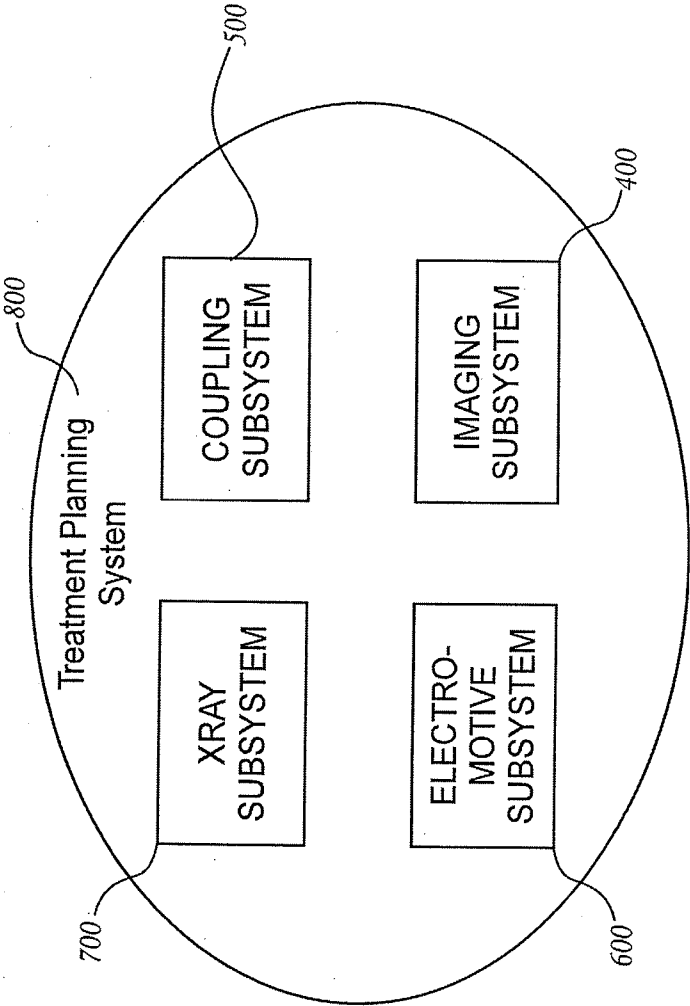 800
Treatment Planning
System
500
700
XRAY
SUBSYSTEM
COUPLING
SUBSYSTEM
ELECTRO-
MOTIVE
SUBSYSTEM
IMAGING
SUBSYSTEM
600
400